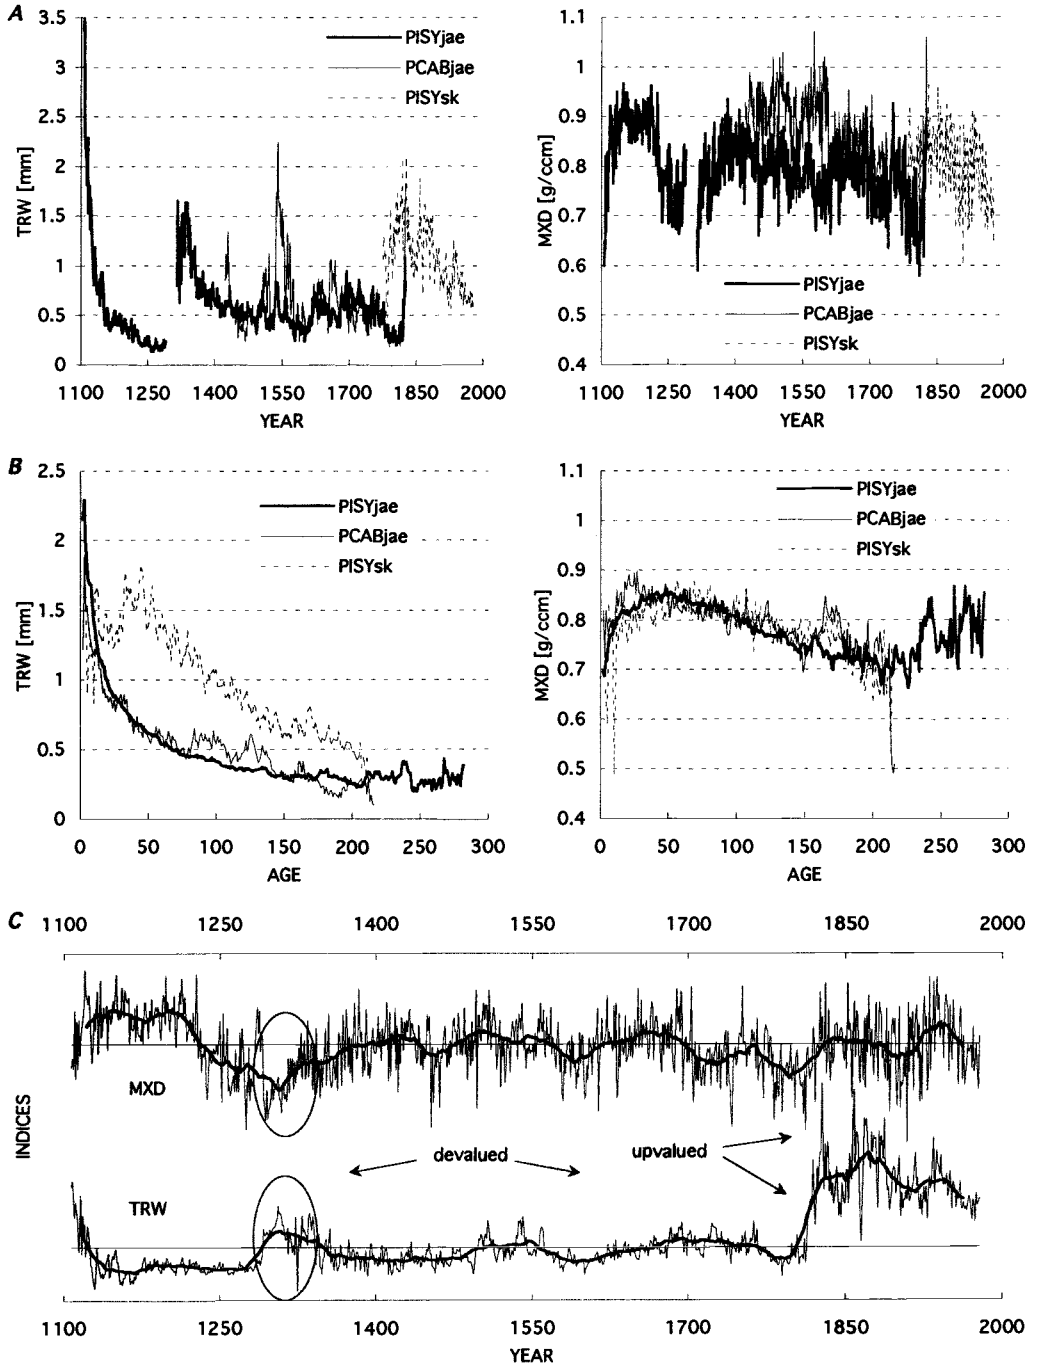 A
3.5
3
2.5
2
1.5
1
0.5
0
TRW [mm]
PISYjae
PCABjae
PISYsk
1100 1250 1400 1550 1700 1850 2000
YEAR
1.1
1
0.9
0.8
0.7
0.6
0.5
0.4
MXD [g/ccm]
PISYjae
PCABjae
PISYsk
1100 1250 1400 1550 1700 1850 2000
YEAR
B
2.5
2
1.5
1
0.5
0
TRW [mm]
PISYjae
PCABjae
PISYsk
0 50 100 150 200 250 300
AGE
1.1
1
0.9
0.8
0.7
0.6
0.5
0.4
MXD [g/ccm]
PISYjae
PCABjae
PISYsk
0 50 100 150 200 250 300
AGE
C
1100 1250 1400 1550 1700 1850 2000
INDICES
MXD
devalued
upvalued
TRW
1100 1250 1400 1550 1700 1850 2000
YEAR